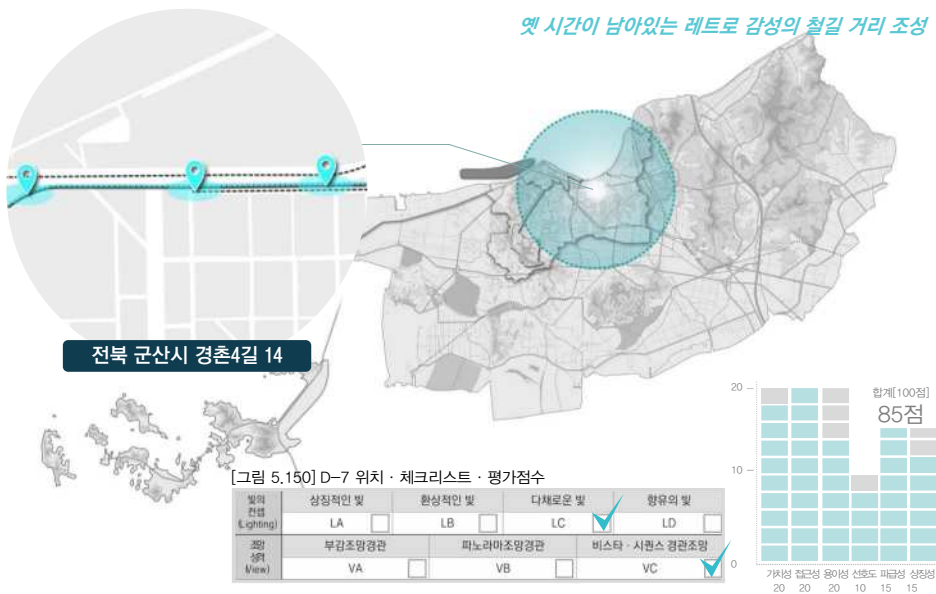 옛 시간이 남아있는 레트로 감성의 철길 거리 조성
전북 군산시 경촌4길 14
[그림 5.150] D-7 위치 · 체크리스트 · 평가점수
빛의 컨셉 (Lighting)
상징적인 빛 환상적인 빛 다채로운 빛 향유의 빛
LA LB LC LD
조망 성격 (View)
부감조망경관 파노라마조망경관 비스타 · 시퀀스 경관조망
VA VB VC
합계[100점]
85점
20
10
0
가치성 접근성 용이성 선호도 파급성 상징성
20 20 20 10 15 15